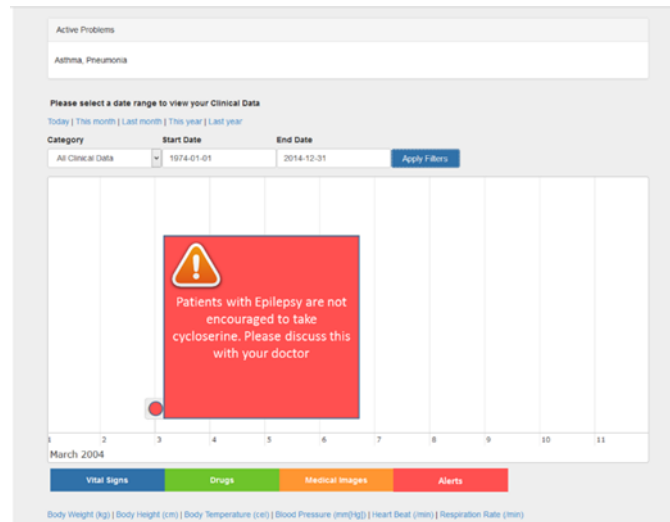 Active Problems
Asthma, Pneumonia
Please select a date range to view your Clinical Data
Today | This month | Last month | This year | Last year
Category Start Date End Date
All Clinical Data 1974-01-01 2014-12-31 Apply Filters
Patients with Epilepsy are not
encouraged to take
cycloserine. Please discuss this
with your doctor
1 2 3 4 5 6 7 8 9 10 11
March 2004
Vital Signs Drugs Medical Images Alerts
Body Weight (kg) | Body Height (cm) | Body Temperature (cel) | Blood Pressure (mm[Hg]) | Heart Beat (/min) | Respiration Rate (/min)